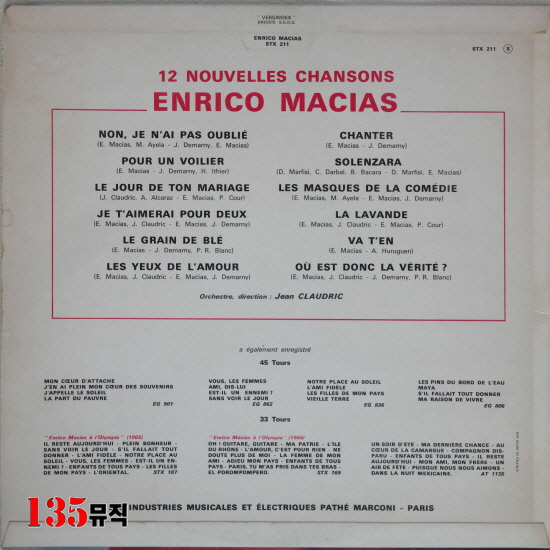 " VERSINDEX "
BREVETÉ S.G.D.G.
ENRICO MACIAS
STX 211
STX 211 S
12 NOUVELLES CHANSONS
ENRICO MACIAS
NON, JE N'AI PAS OUBLIÉ
(E. Macias, M. Ayela - J. Demarny, E. Macias)
POUR UN VOILIER
(E. Macias - J. Demarny, H. Ithier)
LE JOUR DE TON MARIAGE
(J. Claudric, A. Alcaraz - E. Macias, P. Cour)
JE T'AIMERAI POUR DEUX
(E. Macias, J. Claudric - E. Macias, J. Demarny)
LE GRAIN DE BLÉ
(E. Macias - J. Demarny, P.R. Blanc)
LES YEUX DE L'AMOUR
(E. Macias, J. Claudric - E. Macias, J. Demarny)
CHANTER
(E. Macias - J. Demarny)
SOLENZARA
(D. Marfisi, C. Darbal, B. Bacara - D. Marfisi, E. Macias)
LES MASQUES DE LA COMÉDIE
(E. Macias, M. Ayela - E. Macias, J. Demarny)
LA LAVANDE
(E. Macias, J. Claudric - E. Macias, P. Cour)
VA T'EN
(E. Macias - A. Huruguen)
OÙ EST DONC LA VÉRITÉ ?
(E. Macias, J. Claudric - J. Demarny, P.R. Blanc)
Orchestre, direction : Jean CLAUDRIC
a également enregistré
45 Tours
MON CŒUR D'ATTACHE
J'EN AI PLEIN MON CŒUR DES SOUVENIRS
J'APPELLE LE SOLEIL
LA PART DU PAUVRE
EG 901
VOUS, LES FEMMES
AMI, DIS-LUI
EST-IL UN ENNEMI ?
SANS VOIR LE JOUR
EG 862
NOTRE PLACE AU SOLEIL
L'AMI FIDÈLE
LES FILLES DE MON PAYS
VIEILLE TERRE
EG 836
LES PINS DU BORD DE L'EAU
MAYA
S'IL FALLAIT TOUT DONNER
MA RAISON DE VIVRE
EG 806
33 Tours
"Enrico Macias à l'Olympia" (1965)
IL RESTE AUJOURD'HUI - PLEIN BONHEUR -
SANS VOIR LE JOUR - S'IL FALLAIT TOUT
DONNER - L'AMI FIDÈLE - NOTRE PLACE AU
SOLEIL - VOUS, LES FEMMES - EST-IL UN EN-
NEMI ? - ENFANTS DE TOUS PAYS - LES FILLES
DE MON PAYS - L'ORIENTAL. STX 187
"Enrico Macias à l'Olympia" (1964)
OH ! GUITARE, GUITARE - MA PATRIE - L'ÎLE
DU RHÔNE - L'AMOUR, C'EST POUR RIEN - NE
DOUTE PLUS DE MOI - LA FEMME DE MON
AMI - ADIEU MON PAYS - ENFANTS DE TOUS
PAYS - PARIS, TU M'AS PRIS DANS TES BRAS -
EL POROMPOMPERO. STX 169
UN SOIR D'ÉTÉ - MA DERNIÈRE CHANCE - AU
CŒUR DE LA CAMARGUE - COMPAGNON DIS-
PARU - ENFANTS DE TOUS PAYS - IL RESTE
AUJOURD'HUI - MON AMI, MON FRÈRE - UN
AIR DE FÊTE - PUISQUE NOUS NOUS AIMONS -
DANS LA NUIT MEXICAINE. AT 1135
INDUSTRIES MUSICALES ET ÉLECTRIQUES PATHÉ MARCONI - PARIS
135뮤직